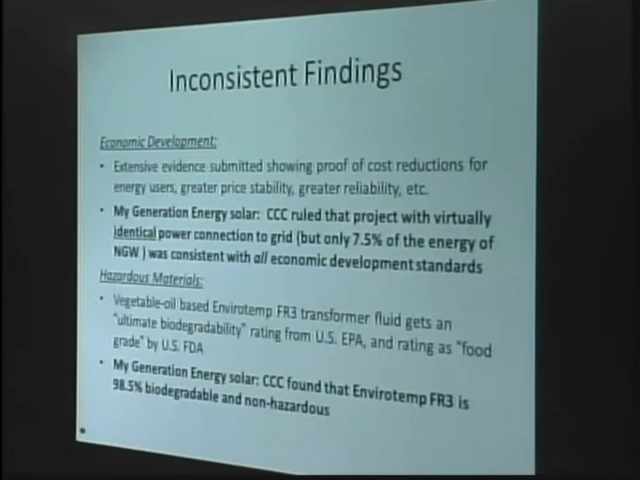 Inconsistent Findings
Economic Development:
• Extensive evidence submitted showing proof of cost reductions for
energy users, greater price stability, greater reliability, etc.
• My Generation Energy solar: CCC ruled that project with virtually
identical power connection to grid (but only 7.5% of the energy of
NGW ) was consistent with all economic development standards
Hazardous Materials:
• Vegetable-oil based Envirotemp FR3 transformer fluid gets an
"ultimate biodegradability" rating from U.S. EPA, and rating as "food
grade" by U.S. FDA
• My Generation Energy solar: CCC found that Envirotemp FR3 is
98.5% biodegradable and non-hazardous